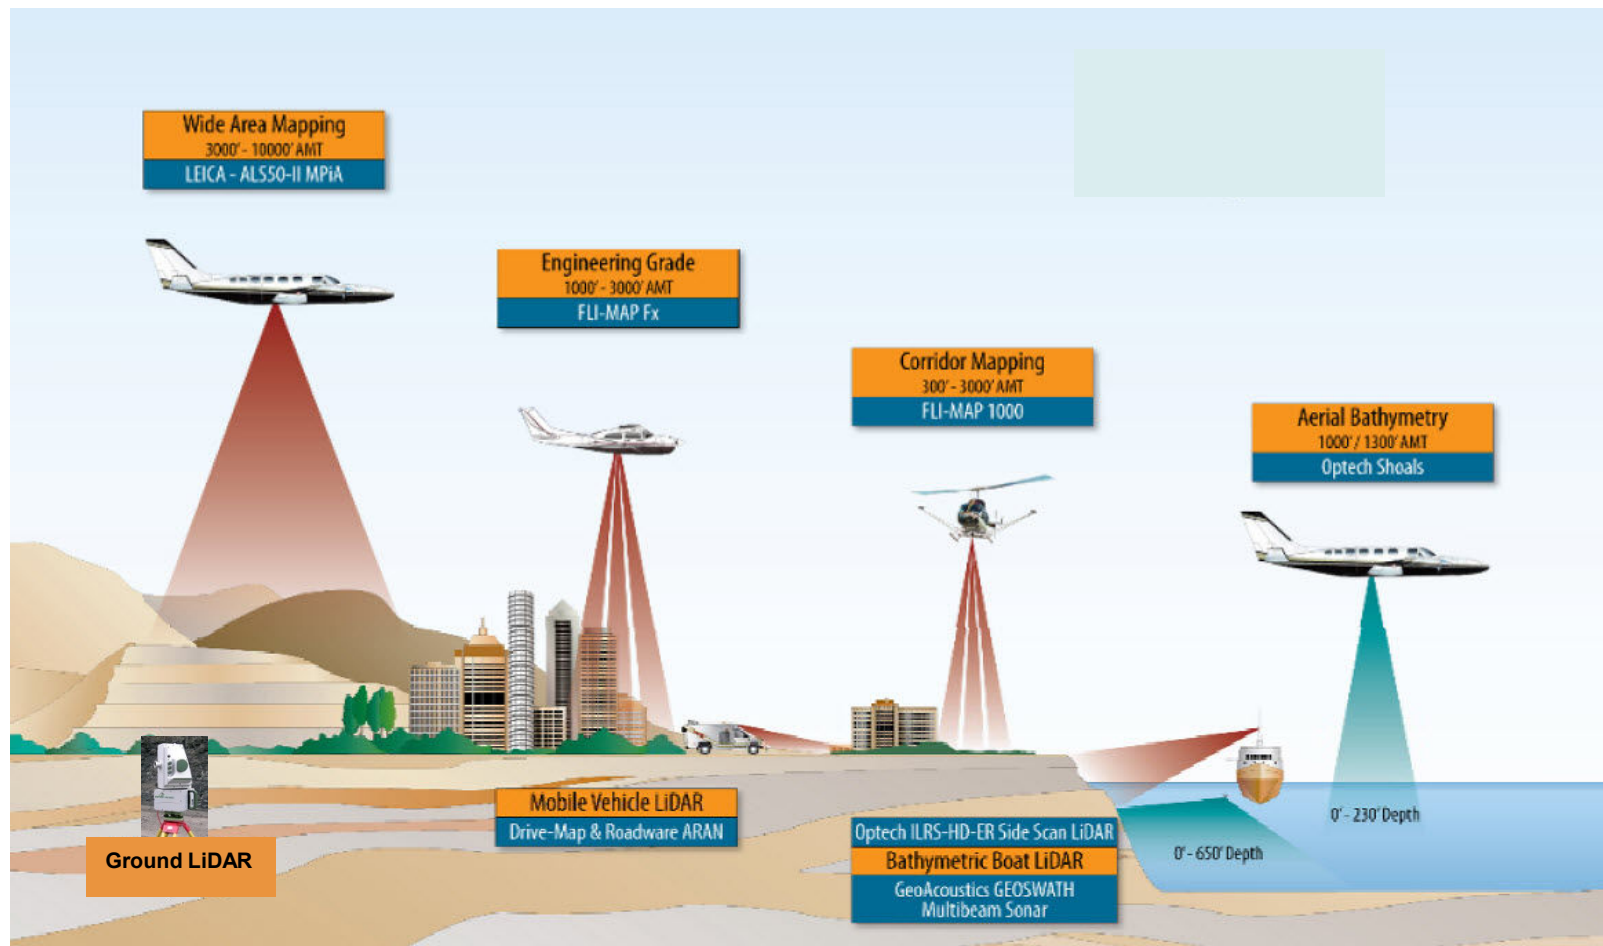 Wide Area Mapping
3000' - 10000' AMT
LEICA - ALS50-II MPiA
Engineering Grade
1000' - 3000' AMT
FLI-MAP Fx
Corridor Mapping
300' - 3000' AMT
FLI-MAP 1000
Aerial Bathymetry
1000' / 1300' AMT
Optech Shoals
0' - 230' Depth
0' - 650' Depth
Ground LiDAR
Mobile Vehicle LiDAR
Drive-Map & Roadware ARAN
Optech ILRS-HD-ER Side Scan LiDAR
Bathymetric Boat LiDAR
GeoAcoustics GEOSWATH
Multibeam Sonar